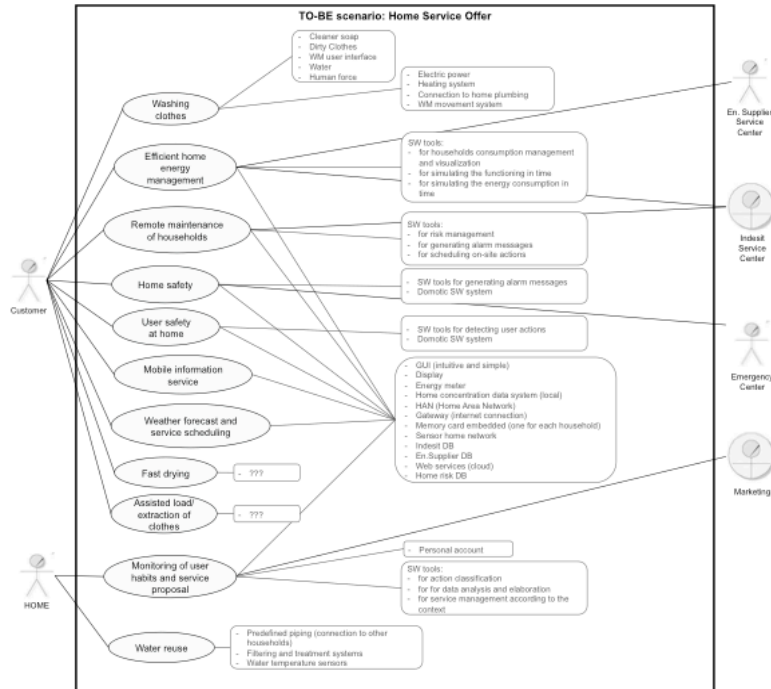 TO-BE scenario: Home Service Offer
- Cleaner soap
- Dirty Clothes
- WM user interface
- Water
- Human force
- Electric power
- Heating system
- Connection to home plumbing
- WM movement system
Washing
clothes
En. Supplier
Service
Center
Efficient home
energy
management
SW tools:
- for households consumption management
and visualization
- for simulating the functioning in time
- for simulating the energy consumption in
time
Remote maintenance
of households
SW tools:
- for risk management
- for generating alarm messages
- for scheduling on-site actions
Indesit
Service
Center
Customer
Home safety
- SW tools for generating alarm messages
- Domotic SW system
User safety
at home
- SW tools for detecting user actions
- Domotic SW system
Emergency
Center
Mobile information
service
- GUI (intuitive and simple)
- Display
- Energy meter
- Home concentration data system (local)
- HAN (Home Area Network)
- Gateway (internet connection)
- Memory card embedded (one for each household)
- Sensor home network
- Indesit DB
- En.Supplier DB
- Web services (cloud)
- Home risk DB
Weather forecast and
service scheduling
Fast drying
- ???
Assisted load/
extraction of
clothes
- ???
Marketing
HOME
Monitoring of user
habits and service
proposal
- Personal account
SW tools:
- for action classification
- for for data analysis and elaboration
- for service management according to the
context
Water reuse
- Predefined piping (connection to other
households)
- Filtering and treatment systems
- Water temperature sensors